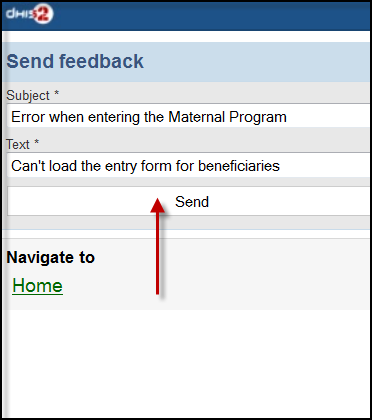 dHIS2
Send feedback
Subject *
Error when entering the Maternal Program
Text *
Can't load the entry form for beneficiaries
Send
Navigate to
Home